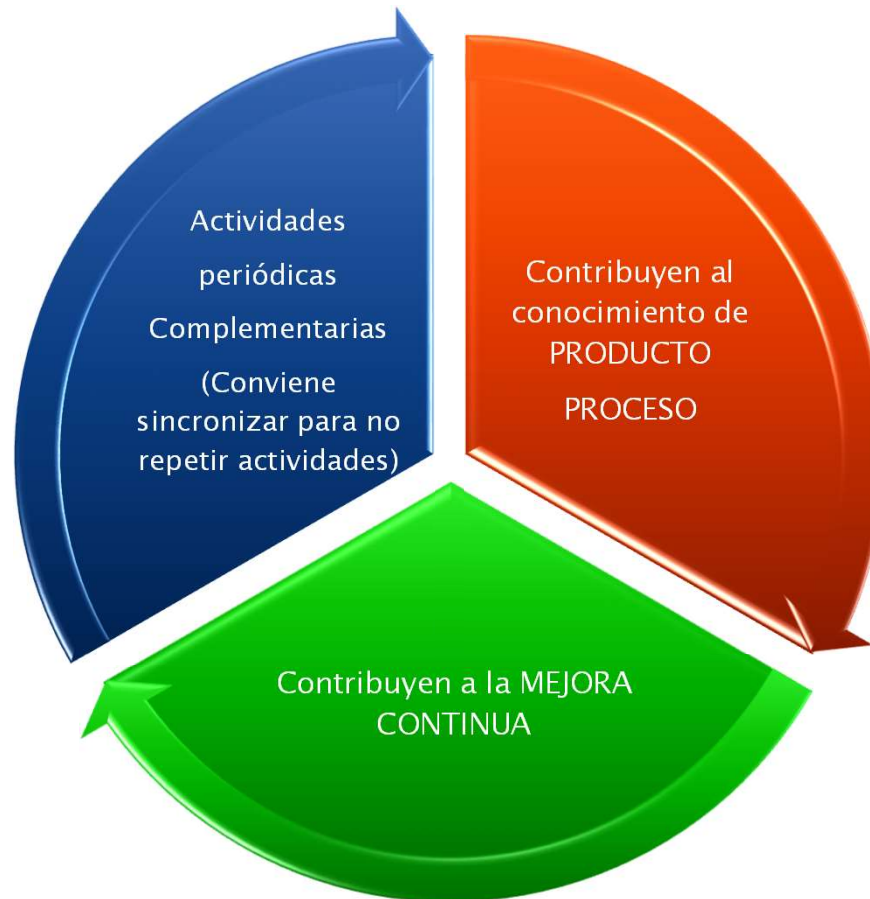 Actividades
periódicas
Complementarias
(Conviene
sincronizar para no
repetir actividades)
Contribuyen al
conocimiento de
PRODUCTO
PROCESO
Contribuyen a la MEJORA
CONTINUA